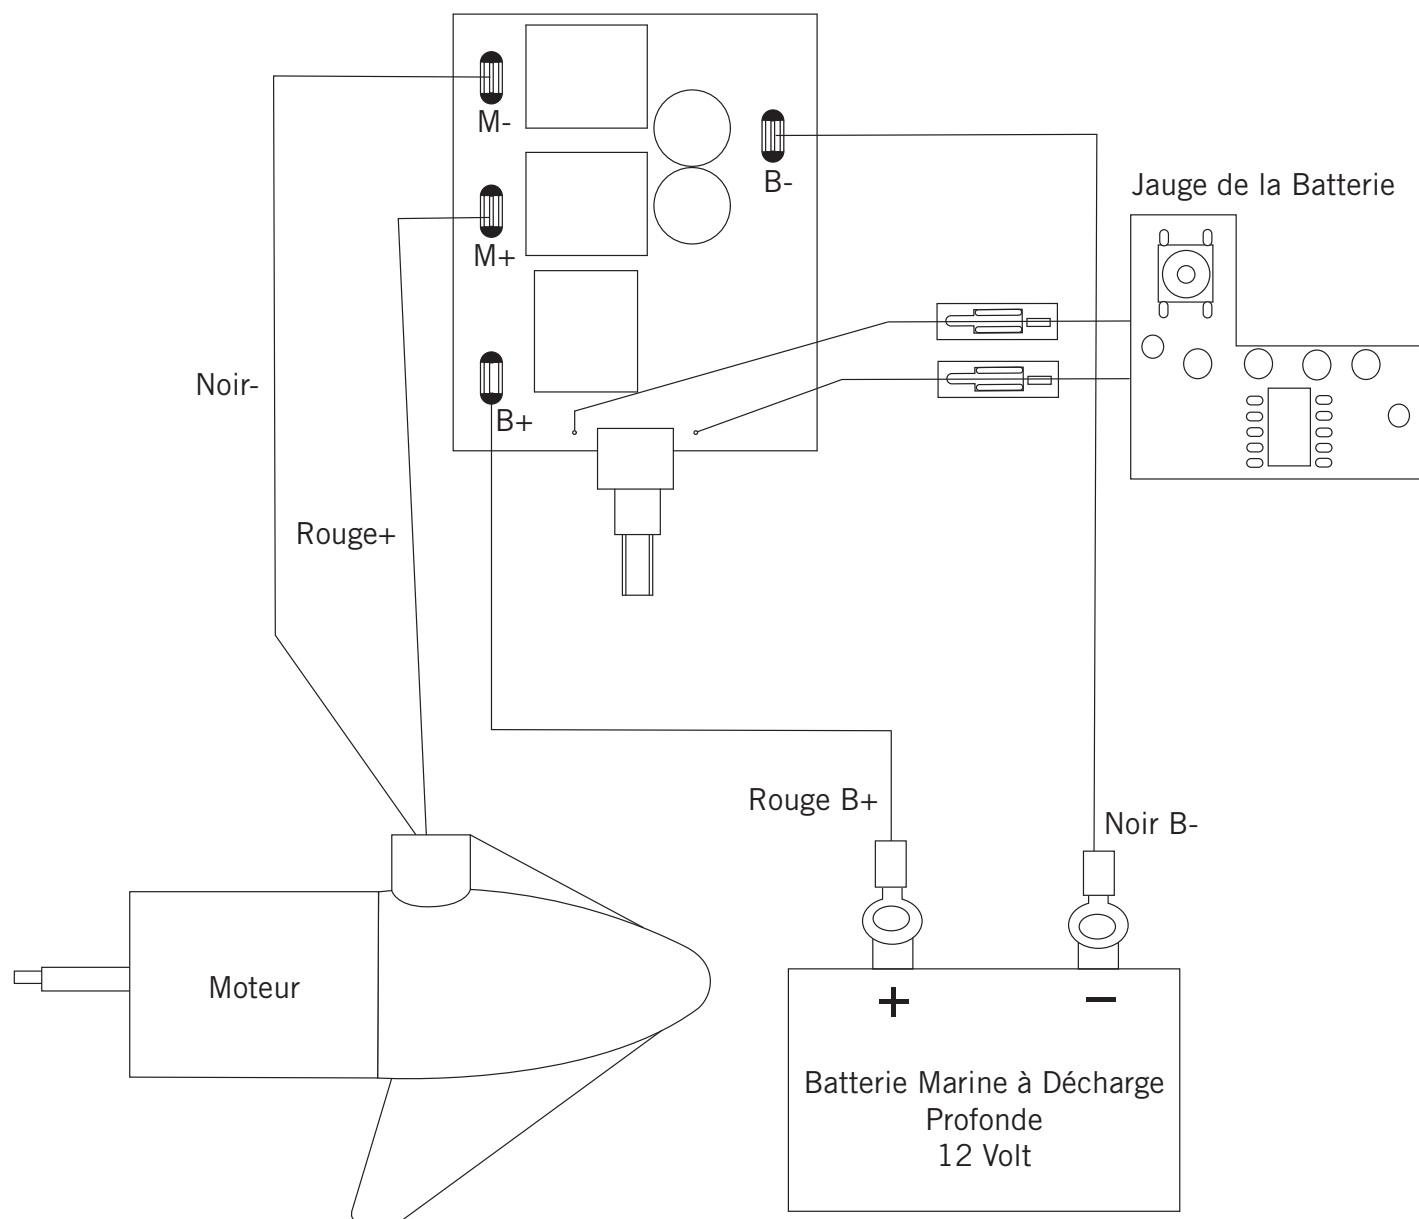 M-
B-
Jauge de la Batterie
M+
Noir-
B+
Rouge+
Rouge B+
Noir B-
Moteur
+ −
Batterie Marine à Décharge
Profonde
12 Volt